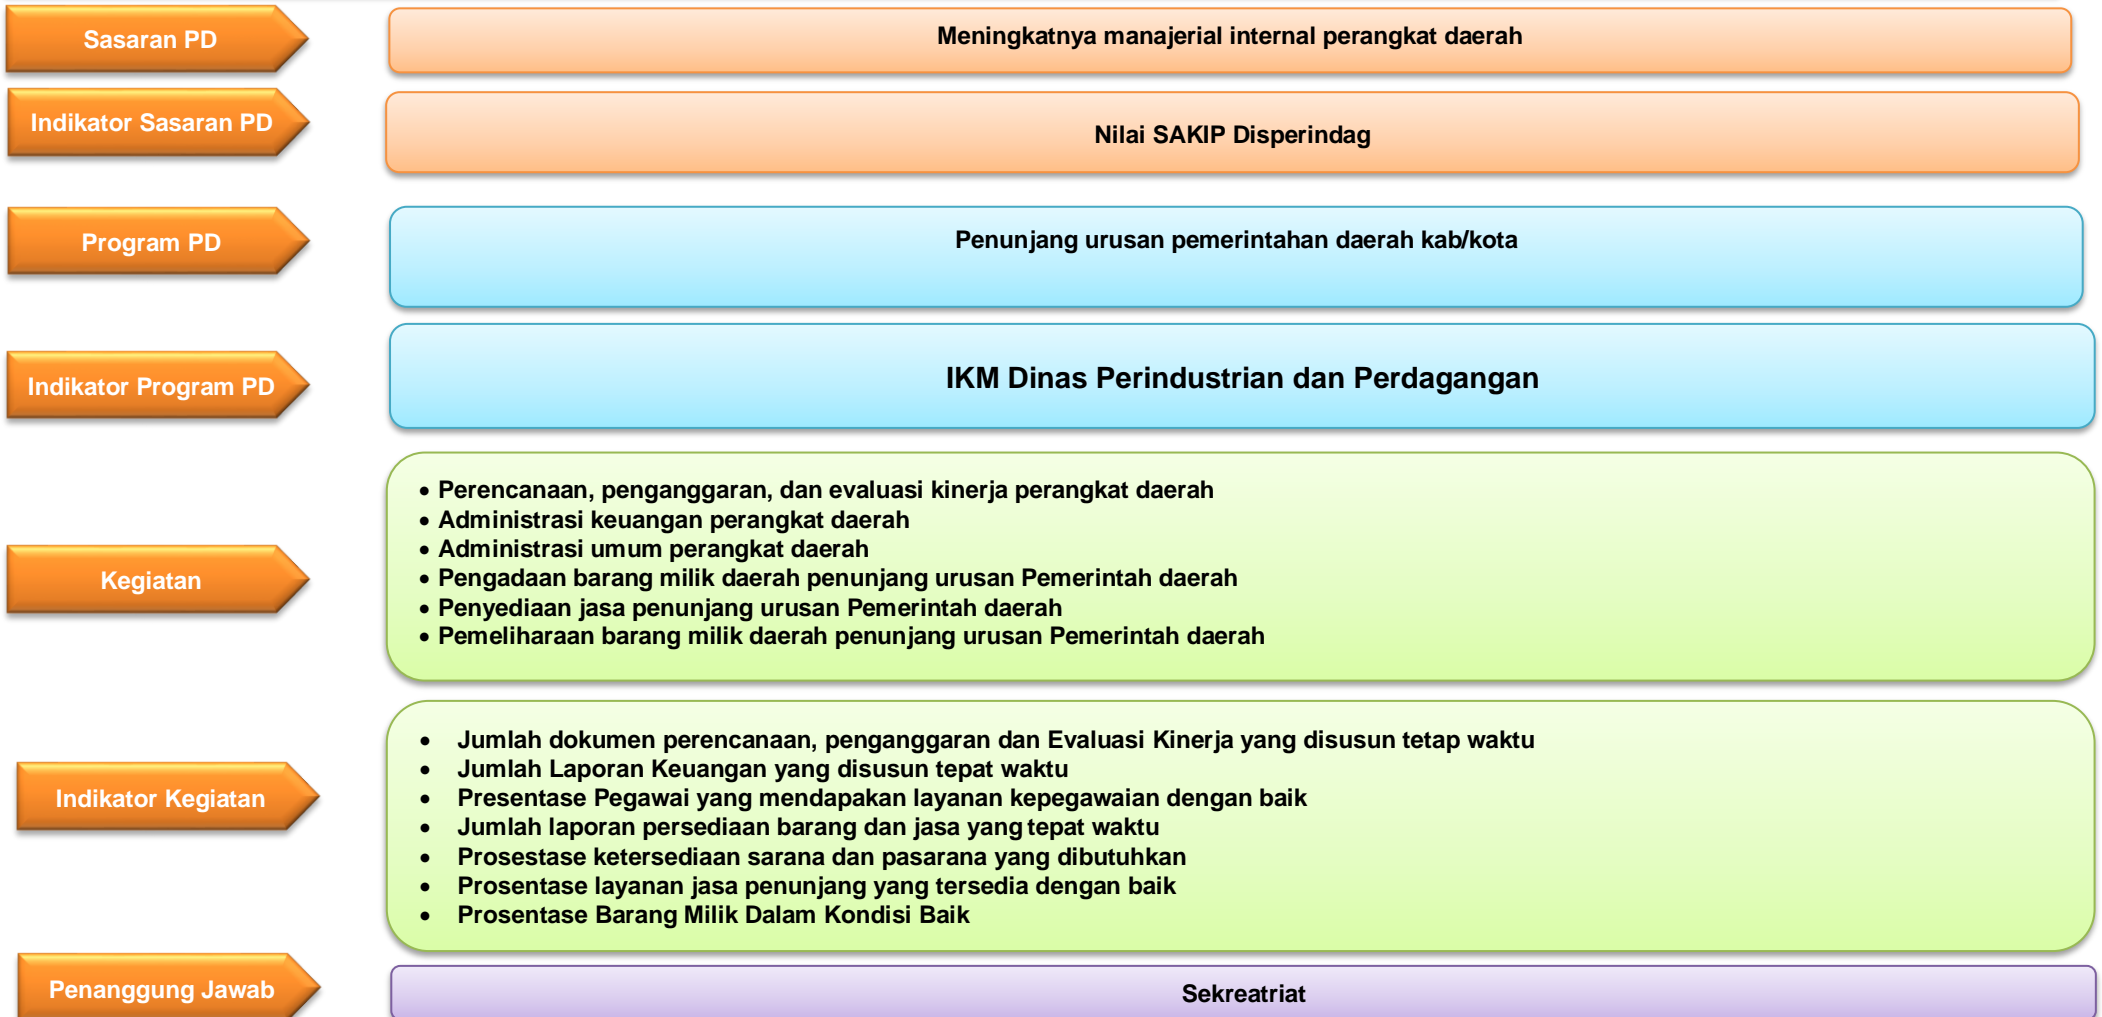 Sasaran PD
Meningkatnya manajerial internal perangkat daerah
Indikator Sasaran PD
Nilai SAKIP Disperindag
Program PD
Penunjang urusan pemerintahan daerah kab/kota
Indikator Program PD
IKM Dinas Perindustrian dan Perdagangan
Kegiatan
• Perencanaan, penganggaran, dan evaluasi kinerja perangkat daerah
• Administrasi keuangan perangkat daerah
• Administrasi umum perangkat daerah
• Pengadaan barang milik daerah penunjang urusan Pemerintah daerah
• Penyediaan jasa penunjang urusan Pemerintah daerah
• Pemeliharaan barang milik daerah penunjang urusan Pemerintah daerah
Indikator Kegiatan
• Jumlah dokumen perencanaan, penganggaran dan Evaluasi Kinerja yang disusun tetap waktu
• Jumlah Laporan Keuangan yang disusun tepat waktu
• Presentase Pegawai yang mendapakan layanan kepegawaian dengan baik
• Jumlah laporan persediaan barang dan jasa yang tepat waktu
• Prosestase ketersediaan sarana dan pasarana yang dibutuhkan
• Prosentase layanan jasa penunjang yang tersedia dengan baik
• Prosentase Barang Milik Dalam Kondisi Baik
Penanggung Jawab
Sekreatriat